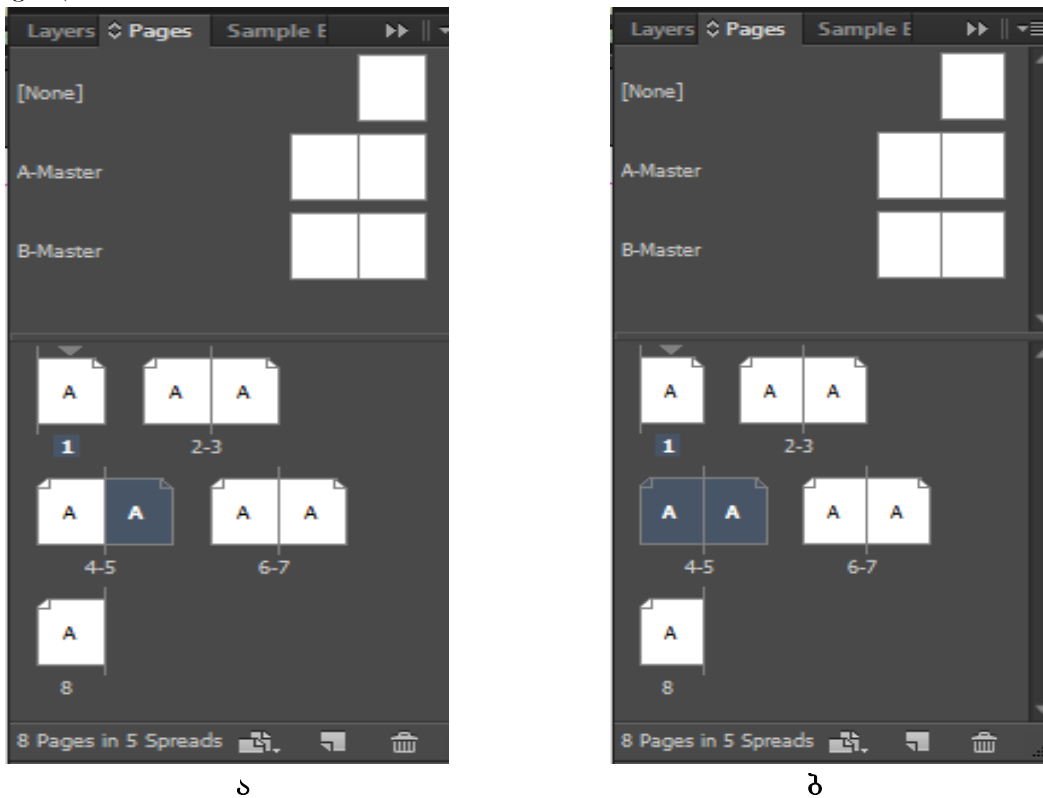 Layers Pages Sample E
[None]
A-Master
B-Master
A A A
1 2-3
A A A A
4-5 6-7
A
8
8 Pages in 5 Spreads
ა
Layers Pages Sample E
[None]
A-Master
B-Master
A A A
1 2-3
A A A A
4-5 6-7
A
8
8 Pages in 5 Spreads
ბ